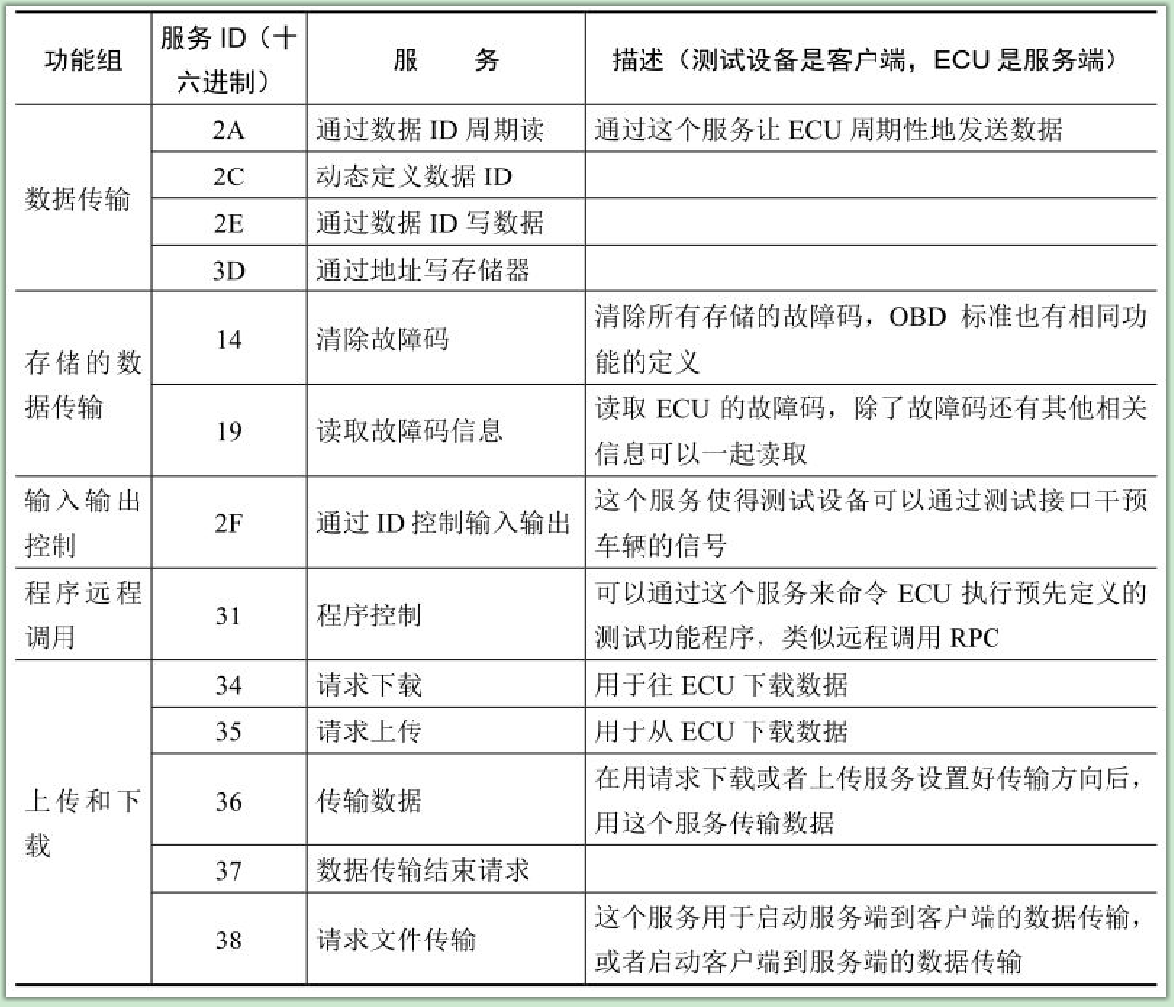 功能组
服务 ID（十
六进制）
服 务
描述（测试设备是客户端，ECU 是服务端）
数据传输
2A
通过数据 ID 周期读
通过这个服务让 ECU 周期性地发送数据
2C
动态定义数据 ID
2E
通过数据 ID 写数据
3D
通过地址写存储器
存储的数
据传输
14
清除故障码
清除所有存储的故障码，OBD 标准也有相同功
能的定义
19
读取故障码信息
读取 ECU 的故障码，除了故障码还有其他相关
信息可以一起读取
输入输出
控制
2F
通过 ID 控制输入输出
这个服务使得测试设备可以通过测试接口干预
车辆的信号
程序远程
调用
31
程序控制
可以通过这个服务来命令 ECU 执行预先定义的
测试功能程序，类似远程调用 RPC
上传和下
载
34
请求下载
用于往 ECU 下载数据
35
请求上传
用于从 ECU 下载数据
36
传输数据
在用请求下载或者上传服务设置好传输方向后，
用这个服务传输数据
37
数据传输结束请求
38
请求文件传输
这个服务用于启动服务端到客户端的数据传输，
或者启动客户端到服务端的数据传输